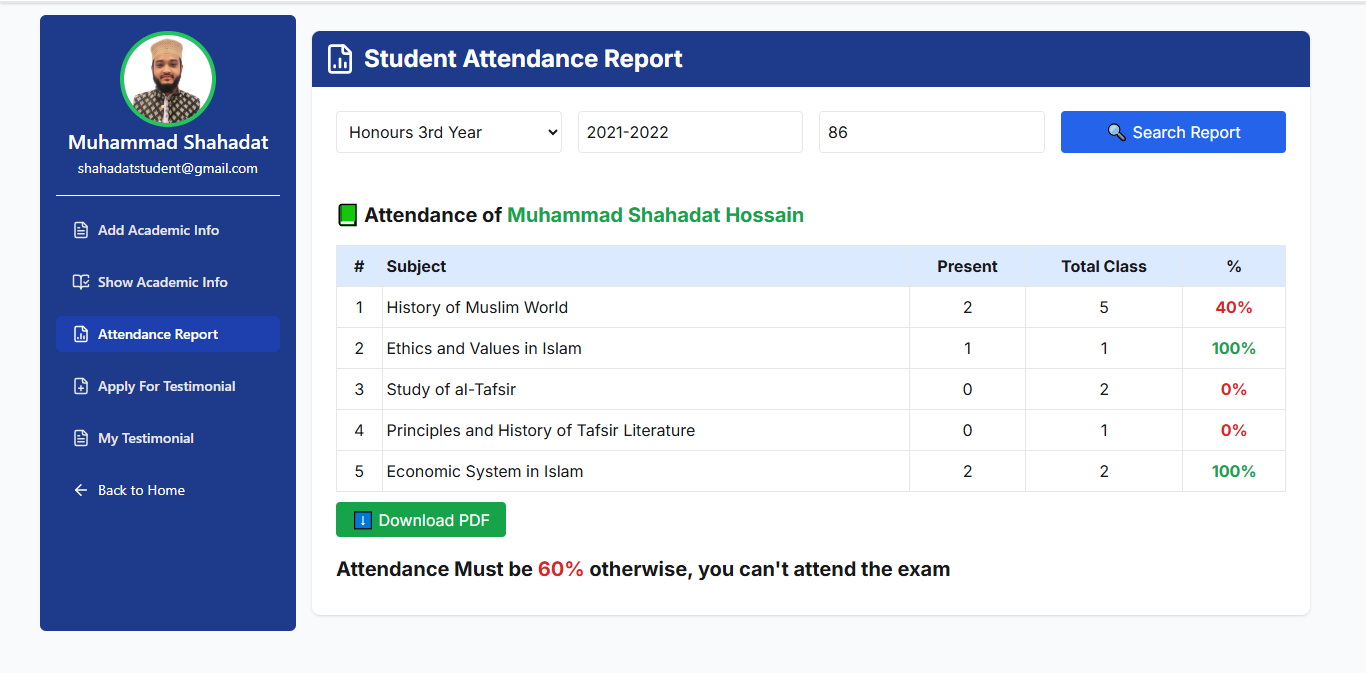 Muhammad Shahadat
shahadatstudent@gmail.com
Add Academic Info
Show Academic Info
Attendance Report
Apply For Testimonial
My Testimonial
Back to Home
Student Attendance Report
Honours 3rd Year 2021-2022 86 Search Report
Attendance of Muhammad Shahadat Hossain
# Subject Present Total Class %
1 History of Muslim World 2 5 40%
2 Ethics and Values in Islam 1 1 100%
3 Study of al-Tafsir 0 2 0%
4 Principles and History of Tafsir Literature 0 1 0%
5 Economic System in Islam 2 2 100%
Download PDF
Attendance Must be 60% otherwise, you can't attend the exam